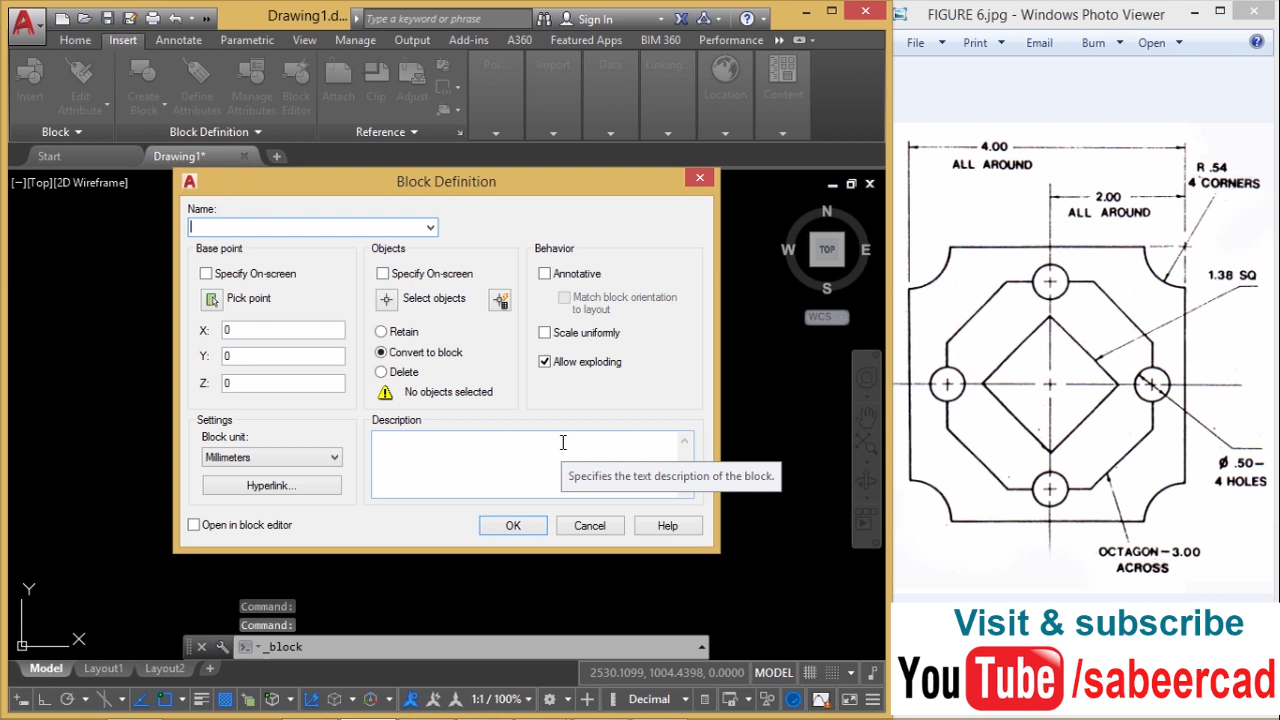 Drawing1.d...
Type a keyword or phrase
Sign In
Home
Insert
Annotate
Parametric
View
Manage
Output
Add-ins
A360
Featured Apps
BIM 360
Performance
Insert
Edit
Attribute
Create
Block
Define
Attributes
Manage
Attributes
Block
Editor
Attach
Clip
Adjust
Poi...
Import
Data
Linking...
Location
Content
Block
Block Definition
Reference
Start
Drawing1*
[−][Top][2D Wireframe]
Block Definition
Name:
Base point
Specify On-screen
Pick point
X: 0
Y: 0
Z: 0
Objects
Specify On-screen
Select objects
Retain
Convert to block
Delete
No objects selected
Behavior
Annotative
Match block orientation
to layout
Scale uniformly
Allow exploding
Settings
Block unit:
Millimeters
Hyperlink...
Description
Specifies the text description of the block.
Open in block editor
OK
Cancel
Help
N
W
TOP
E
S
WCS
Y
X
Command:
Command:
_block
Model
Layout1
Layout2
2530.1099, 1004.4398, 0.0000
MODEL
1:1 / 100%
Decimal
FIGURE 6.jpg - Windows Photo Viewer
File
Print
Email
Burn
Open
4.00
ALL AROUND
R .54
4 CORNERS
2.00
ALL AROUND
1.38 SQ
Ø .50−
4 HOLES
OCTAGON−3.00
ACROSS
Visit & subscribe
YouTube /sabeercad